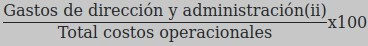 Gastos de dirección y administración(ii)
Total costos operacionales
x100